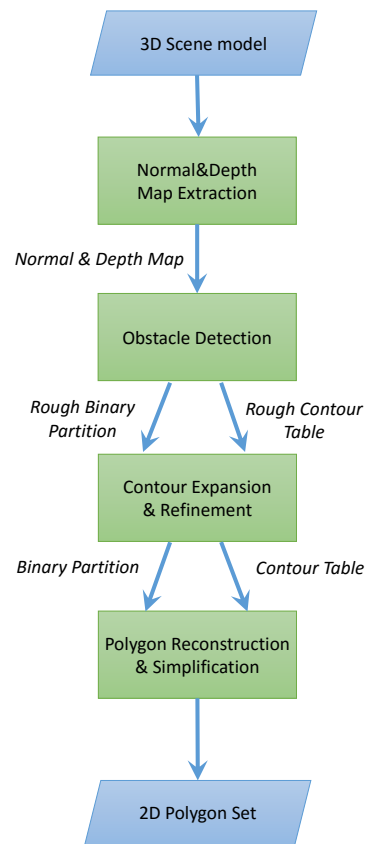 3D Scene model
Normal&Depth
Map Extraction
Normal & Depth Map
Obstacle Detection
Rough Binary
Partition
Rough Contour
Table
Contour Expansion
& Refinement
Binary Partition
Contour Table
Polygon Reconstruction
& Simplification
2D Polygon Set